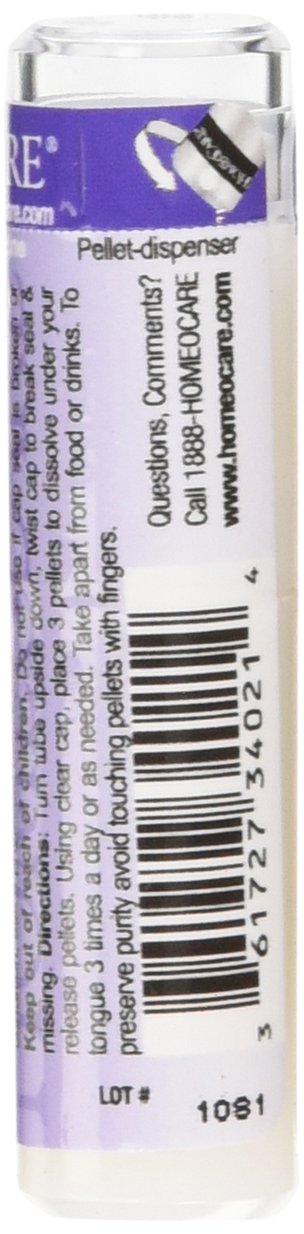 RE®
re.com
Pellet-dispenser
Keep out of reach of children. Do not use if cap seal is broken or
missing. Directions: Turn tube upside down, twist cap to break seal &
release pellets. Using clear cap, place 3 pellets to dissolve under your
tongue 3 times a day or as needed. Take apart from food or drinks. To
preserve purity avoid touching pellets with fingers.
Questions, Comments?
Call 1888-HOMEOCARE
www.homeocare.com
3 61727 34021 4
LOT #
1081